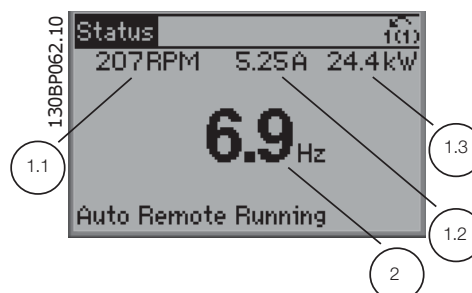 130BP062.10
Status
1(1)
207RPM 5.25A 24.4kW
6.9Hz
Auto Remote Running
1.1
1.3
1.2
2